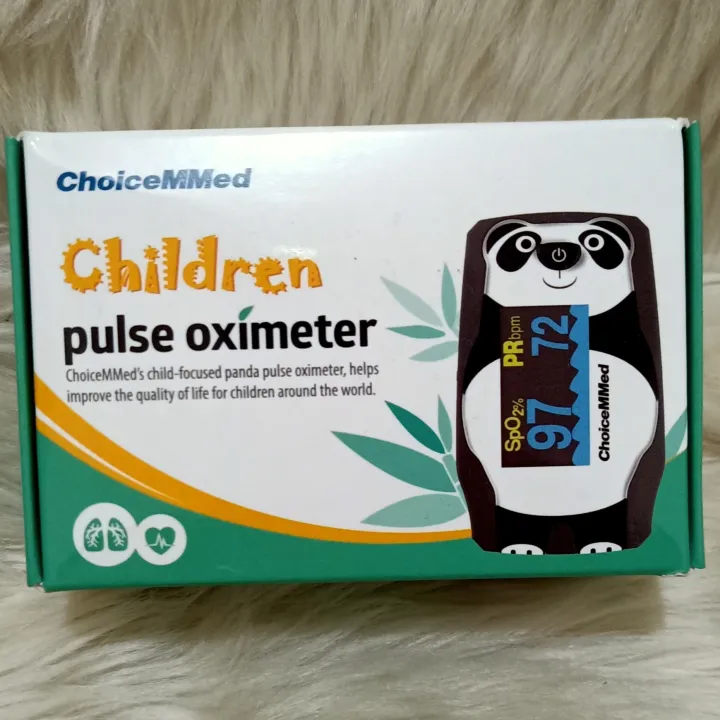 ChoiceMMed
Children
pulse oximeter
ChoiceMMed's child-focused panda pulse oximeter, helps
improve the quality of life for children around the world.
SpO2% PRbpm
97 72
ChoiceMMed